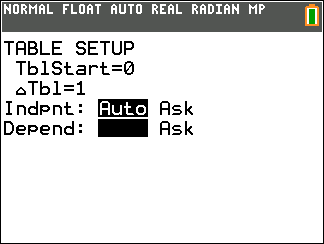 NORMAL FLOAT AUTO REAL RADIAN MP
TABLE SETUP
TblStart=0
△Tbl=1
Indpnt: Auto Ask
Depend: Ask